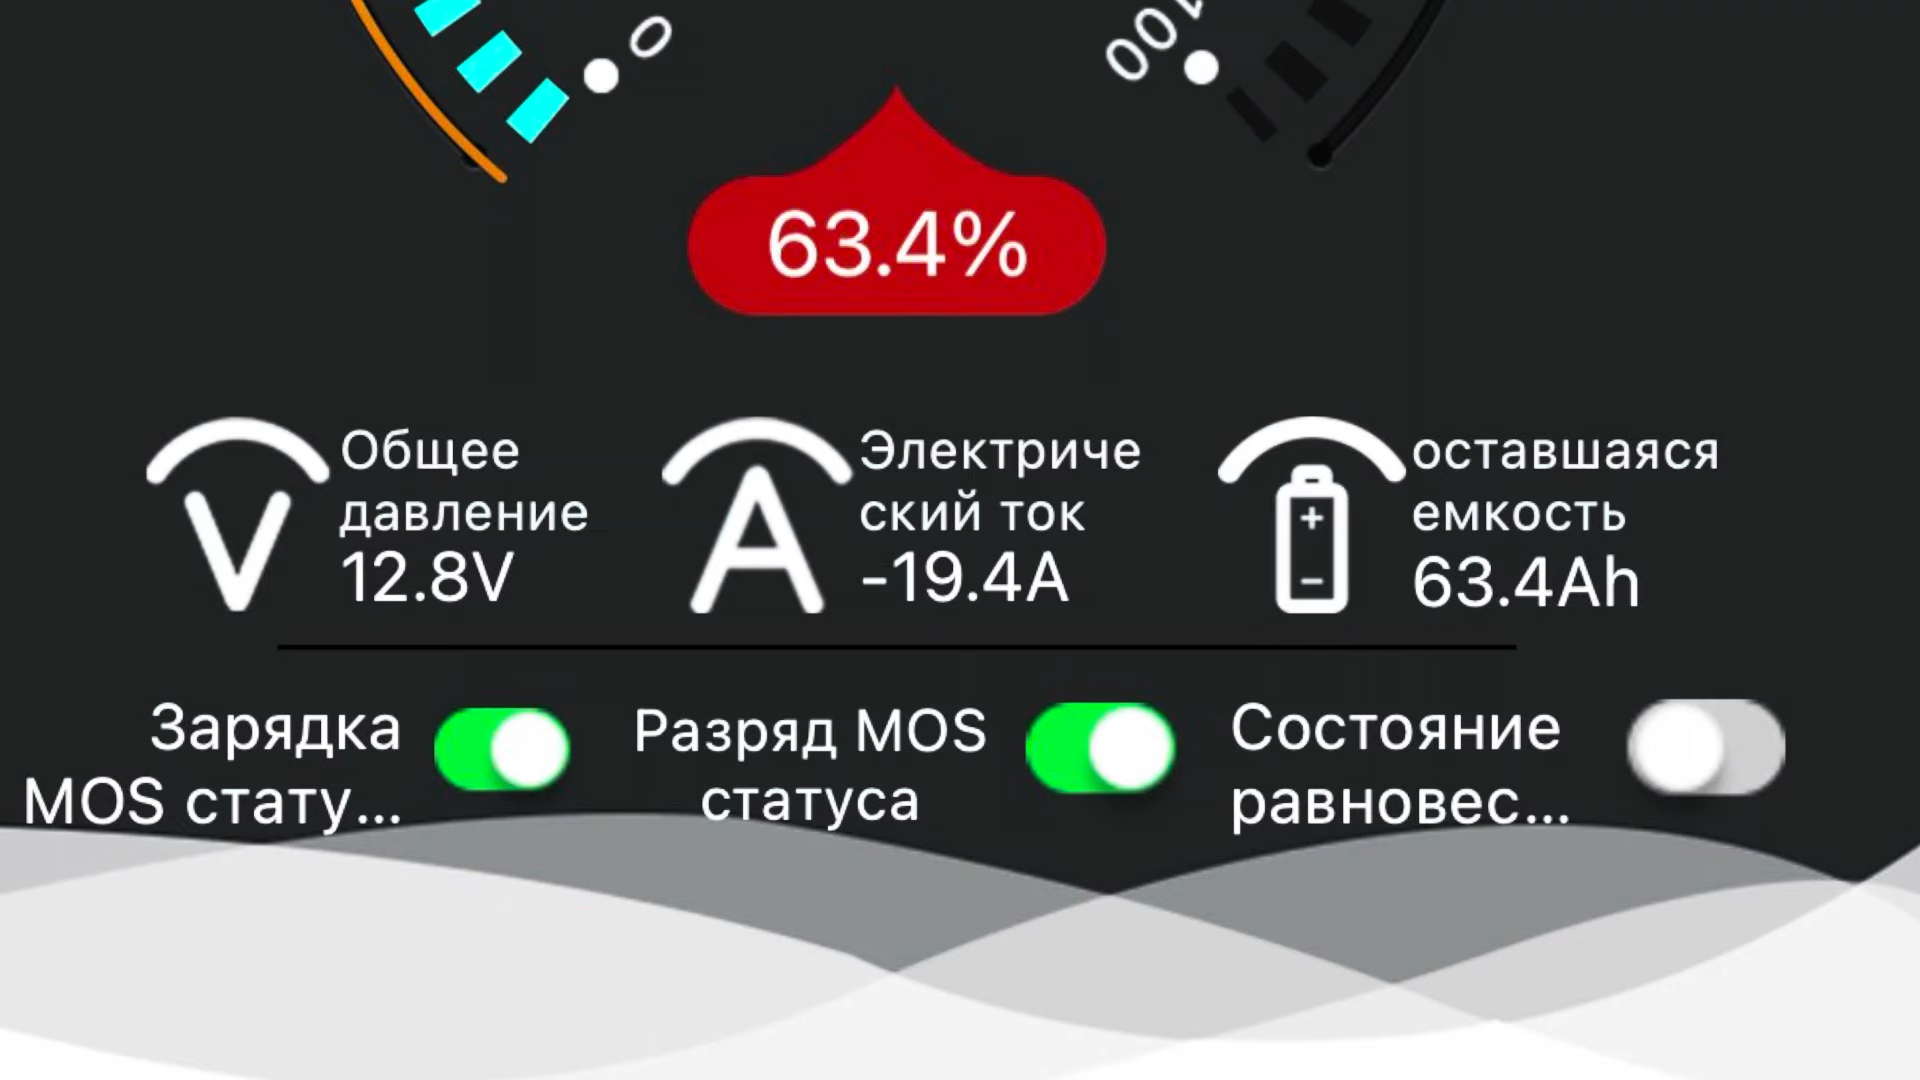 0
100
63.4%
Общее
давление
12.8V
Электриче
ский ток
-19.4A
оставшаяся
емкость
63.4Ah
Зарядка
MOS стату...
Разряд MOS
статуса
Состояние
равновес...